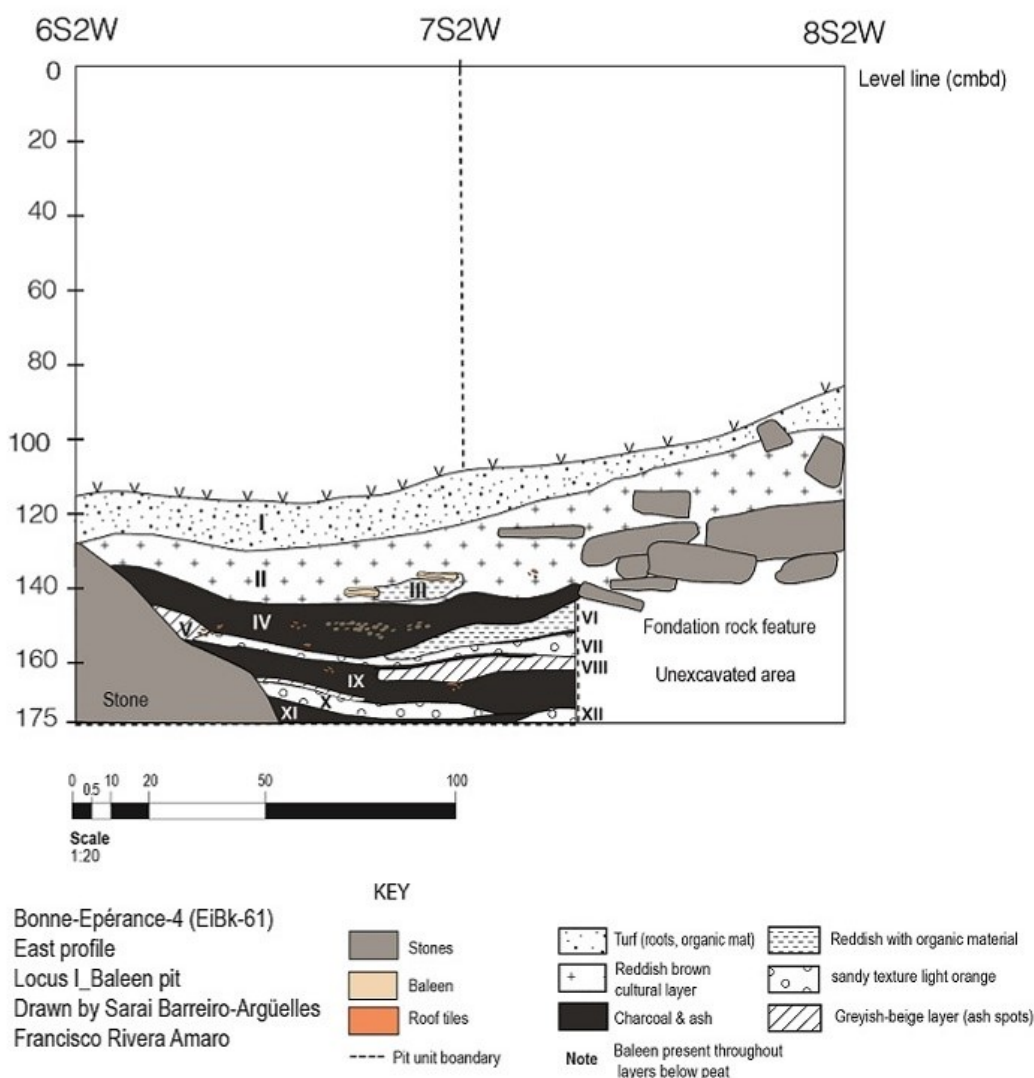 6S2W 7S2W 8S2W
0
Level line (cmbd)
20
40
60
80
100
120
I
II
140
III
IV
VI
V
Fondation rock feature
VII
160
VIII
IX
Unexcavated area
Stone
X
175
XI
XII
0 05 10 20 50 100
Scale
1:20
KEY
Bonne-Epérance-4 (EiBk-61)
East profile
Locus I_Baleen pit
Drawn by Sarai Barreiro-Argüelles
Francisco Rivera Amaro
Stones
Baleen
Roof tiles
Pit unit boundary
Turf (roots, organic mat)
Reddish brown
cultural layer
Charcoal & ash
Note Baleen present throughout
layers below peat
Reddish with organic material
sandy texture light orange
Greyish-beige layer (ash spots)